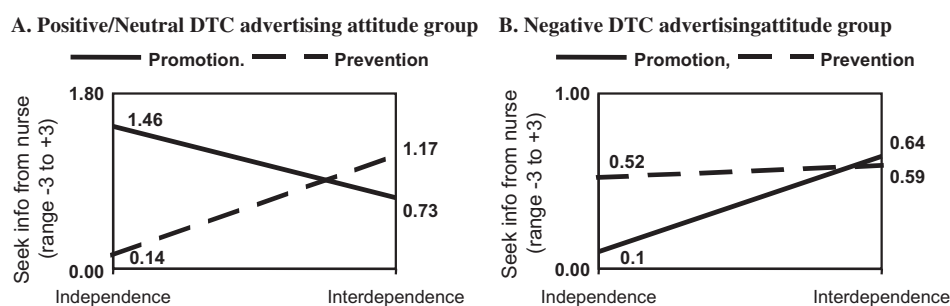 A. Positive/Neutral DTC advertising attitude group
Promotion. Prevention
Seek info from nurse
(range -3 to +3)
1.80
1.46
1.17
0.73
0.14
0.00
Independence Interdependence
B. Negative DTC advertisingattitude group
Promotion, Prevention
Seek info from nurse
(range -3 to +3)
1.00
0.64
0.52
0.59
0.1
0.00
Independence Interdependence